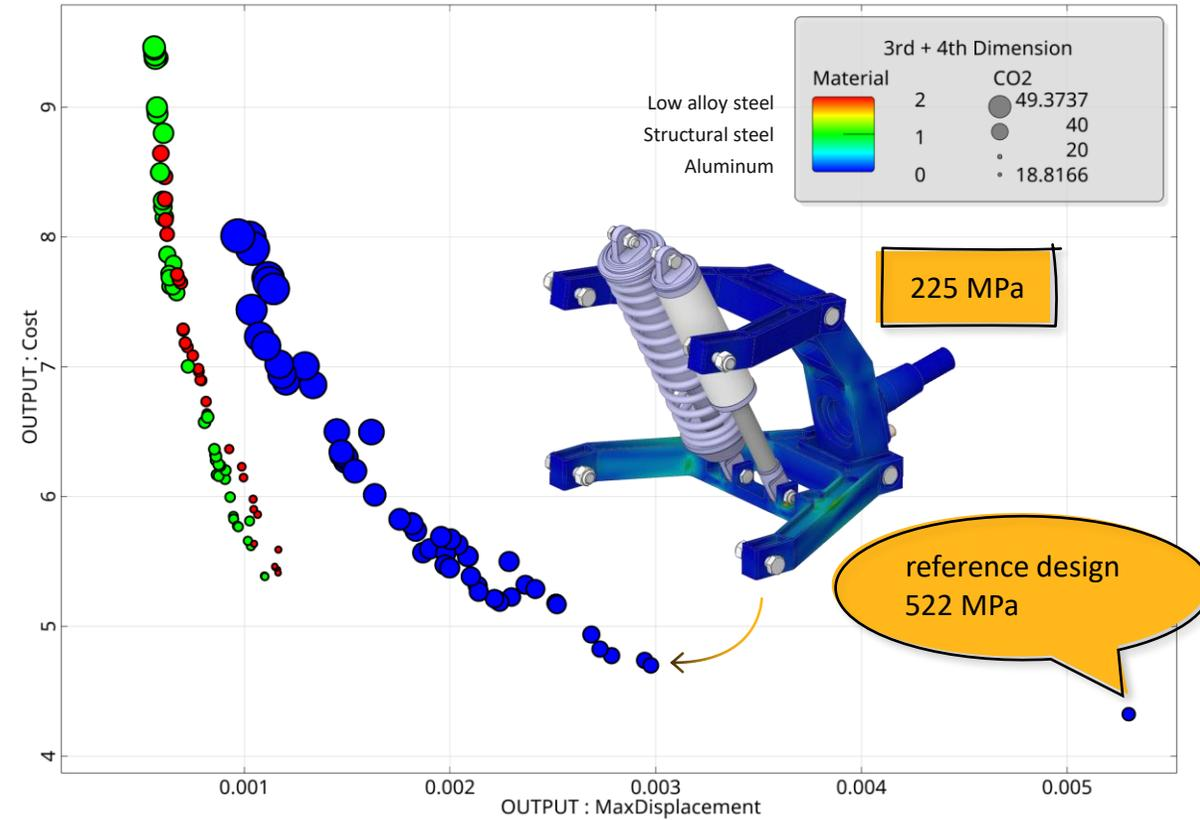 3rd + 4th Dimension
Material
CO2
Low alloy steel
Structural steel
Aluminum
2
1
0
49.3737
40
20
18.8166
225 MPa
reference design
522 MPa
OUTPUT : Cost
9
8
7
6
5
4
0.001
0.002
0.003
0.004
0.005
OUTPUT : MaxDisplacement